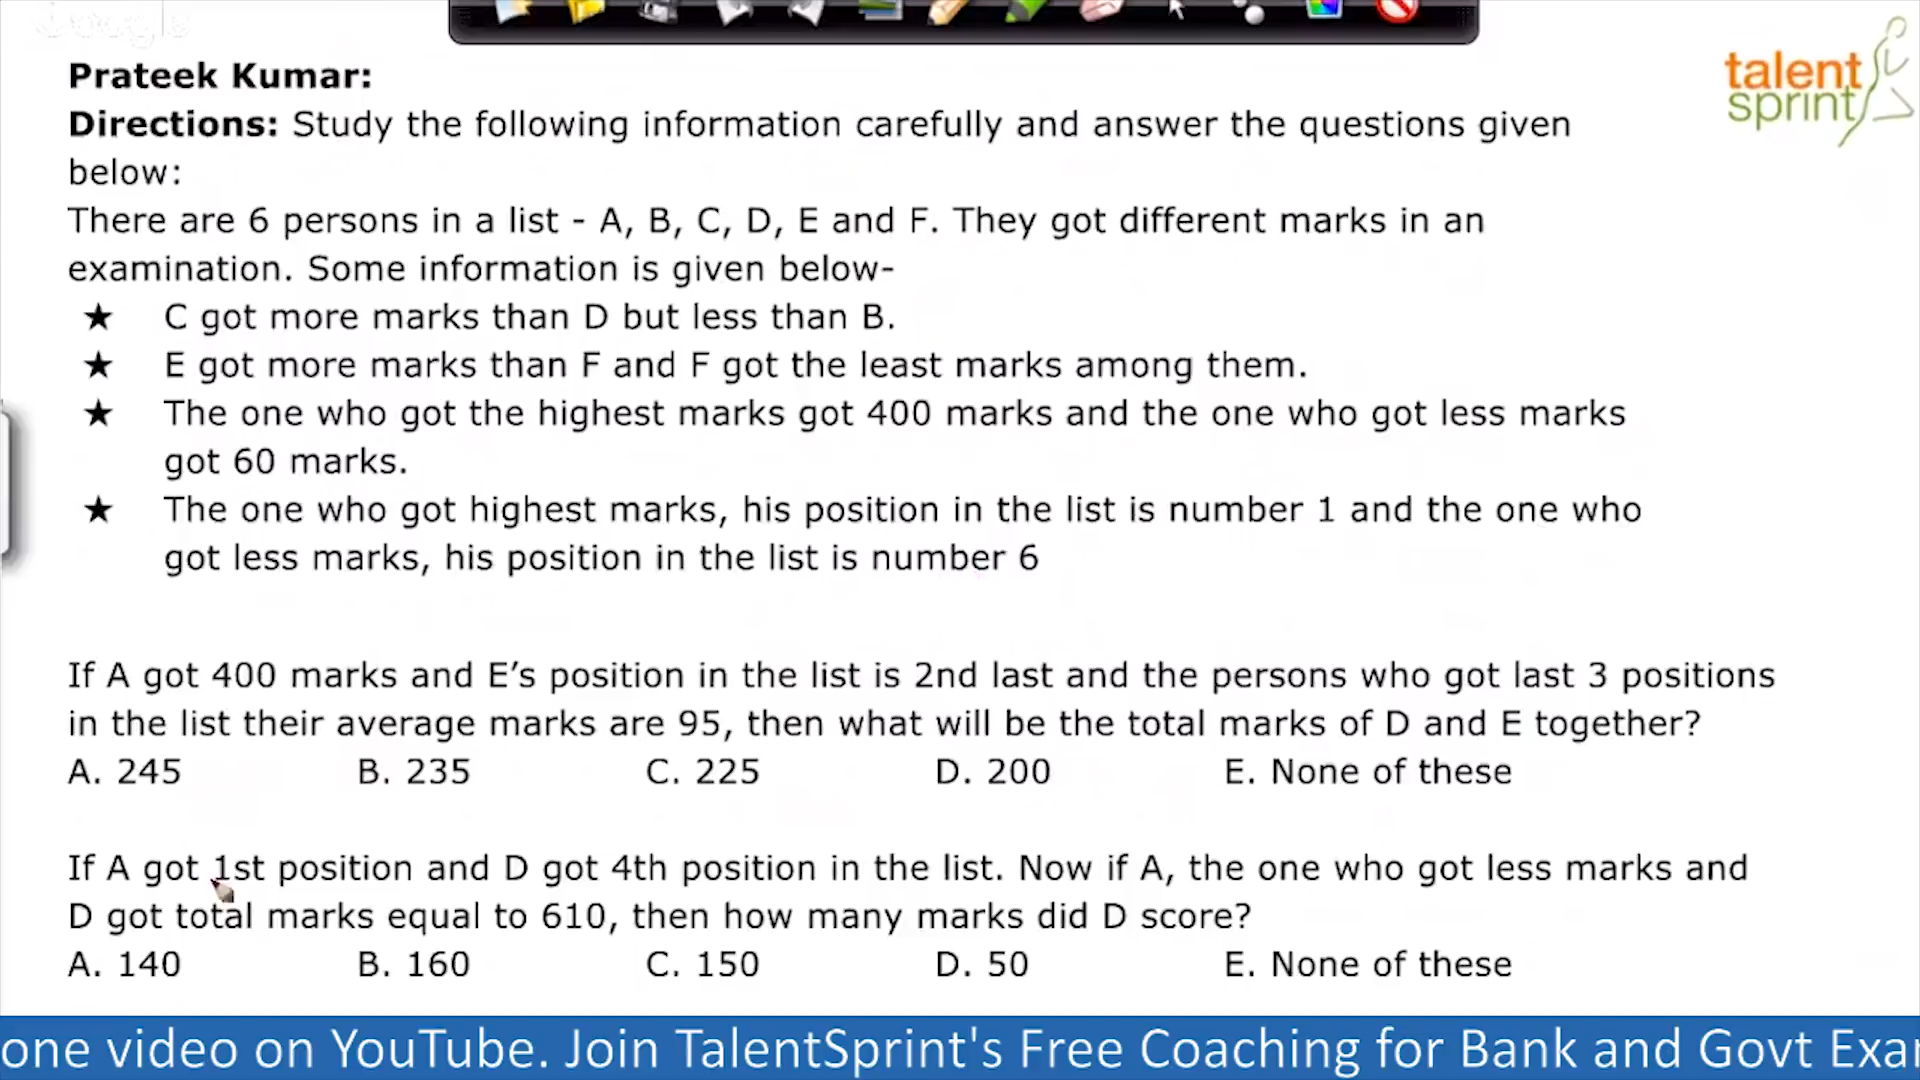 Google
talent
sprint
Prateek Kumar:
Directions: Study the following information carefully and answer the questions given
below:
There are 6 persons in a list - A, B, C, D, E and F. They got different marks in an
examination. Some information is given below-
★ C got more marks than D but less than B.
★ E got more marks than F and F got the least marks among them.
★ The one who got the highest marks got 400 marks and the one who got less marks
got 60 marks.
★ The one who got highest marks, his position in the list is number 1 and the one who
got less marks, his position in the list is number 6
If A got 400 marks and E’s position in the list is 2nd last and the persons who got last 3 positions
in the list their average marks are 95, then what will be the total marks of D and E together?
A. 245 B. 235 C. 225 D. 200 E. None of these
If A got 1st position and D got 4th position in the list. Now if A, the one who got less marks and
D got total marks equal to 610, then how many marks did D score?
A. 140 B. 160 C. 150 D. 50 E. None of these
one video on YouTube. Join TalentSprint's Free Coaching for Bank and Govt Exa